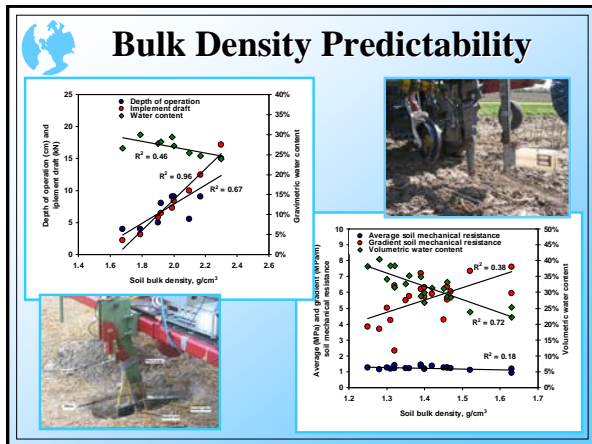 Bulk Density Predictability
Depth of operation
Implement draft
Water content
Depth of operation (cm) and
implement draft (kN)
25
20
15
10
5
0
40%
35%
30%
25%
20%
15%
10%
5%
0%
Gravimetric water content
R² = 0.46
R² = 0.96
R² = 0.67
1.4 1.6 1.8 2.0 2.2 2.4
Soil bulk density, g/cm³
Average soil mechanical resistance
Gradient soil mechanical resistance
Volumetric water content
Average (MPa) and gradient (MPa/m)
soil mechanical resistance
10
9
8
7
6
5
4
3
2
1
0
50%
45%
40%
35%
30%
25%
20%
15%
10%
5%
0%
Volumetric water content
R² = 0.38
R² = 0.72
R² = 0.18
1.2 1.3 1.4 1.5 1.6 1.7
Soil bulk density, g/cm³